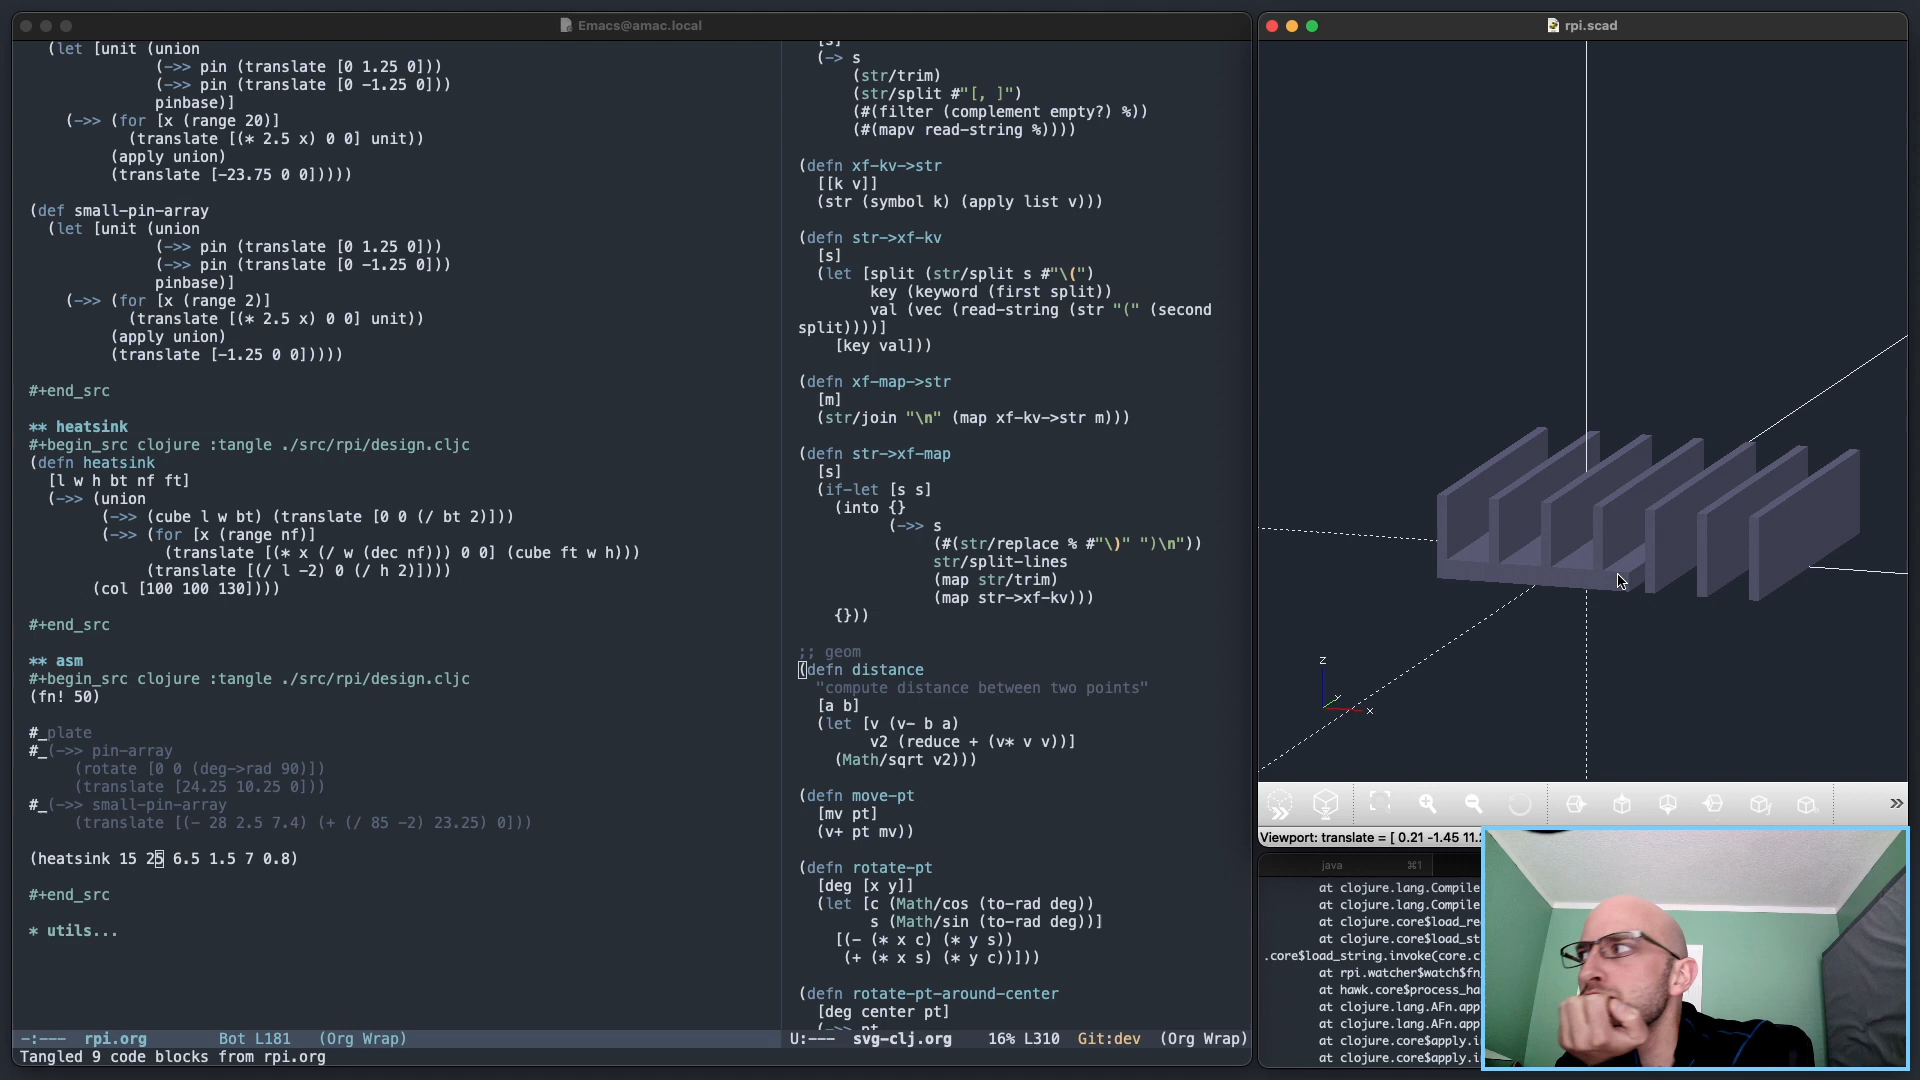 Emacs@amac.local
(let [unit (union
(->> pin (translate [0 1.25 0]))
(->> pin (translate [0 -1.25 0]))
pinbase)]
(->> (for [x (range 20)]
(translate [(* 2.5 x) 0 0] unit))
(apply union)
(translate [-23.75 0 0]))))
(def small-pin-array
(let [unit (union
(->> pin (translate [0 1.25 0]))
(->> pin (translate [0 -1.25 0]))
pinbase)]
(->> (for [x (range 2)]
(translate [(* 2.5 x) 0 0] unit))
(apply union)
(translate [-1.25 0 0]))))
#+end_src
** heatsink
#+begin_src clojure :tangle ./src/rpi/design.cljc
(defn heatsink
[l w h bt nf ft]
(->> (union
(->> (cube l w bt) (translate [0 0 (/ bt 2)]))
(->> (for [x (range nf)]
(translate [(* x (/ w (dec nf))) 0 0] (cube ft w h)))
(translate [(/ l -2) 0 (/ h 2)])))
(col [100 100 130])))
#+end_src
** asm
#+begin_src clojure :tangle ./src/rpi/design.cljc
(fn! 50)
#_plate
#_(->> pin-array
(rotate [0 0 (deg->rad 90)])
(translate [24.25 10.25 0]))
#_(->> small-pin-array
(translate [(- 28 2.5 7.4) (+ (/ 85 -2) 23.25) 0]))
(heatsink 15 25 6.5 1.5 7 0.8)
#+end_src
* utils...
-:--- rpi.org Bot L181 (Org Wrap)
Tangled 9 code blocks from rpi.org
[s]
(-> s
(str/trim)
(str/split #"[, ]")
(#(filter (complement empty?) %))
(#(mapv read-string %))))
(defn xf-kv->str
[[k v]]
(str (symbol k) (apply list v)))
(defn str->xf-kv
[s]
(let [split (str/split s #"\(")
key (keyword (first split))
val (vec (read-string (str "(" (second
split))))]
[key val]))
(defn xf-map->str
[m]
(str/join "\n" (map xf-kv->str m)))
(defn str->xf-map
[s]
(if-let [s s]
(into {}
(->> s
(#(str/replace % #"\)" ")\n"))
str/split-lines
(map str/trim)
(map str->xf-kv)))
{}))
;; geom
(defn distance
"compute distance between two points"
[a b]
(let [v (v- b a)
v2 (reduce + (v* v v))]
(Math/sqrt v2)))
(defn move-pt
[mv pt]
(v+ pt mv))
(defn rotate-pt
[deg [x y]]
(let [c (Math/cos (to-rad deg))
s (Math/sin (to-rad deg))]
[(- (* x c) (* y s))
(+ (* x s) (* y c))]))
(defn rotate-pt-around-center
[deg center pt]
(->> pt
U:--- svg-clj.org 16% L310 Git:dev (Org Wrap)
rpi.scad
Z
Y
X
Viewport: translate = [ 0.21 -1.45 11.
java ⌘1
at clojure.lang.Compile
at clojure.lang.Compile
at clojure.core$load_re
at clojure.core$load_st
.core$load_string.invoke(core.c
at rpi.watcher$watch$fn
at hawk.core$process_ha
at clojure.lang.AFn.app
at clojure.lang.AFn.app
at clojure.core$apply.i
at clojure.core$apply.i